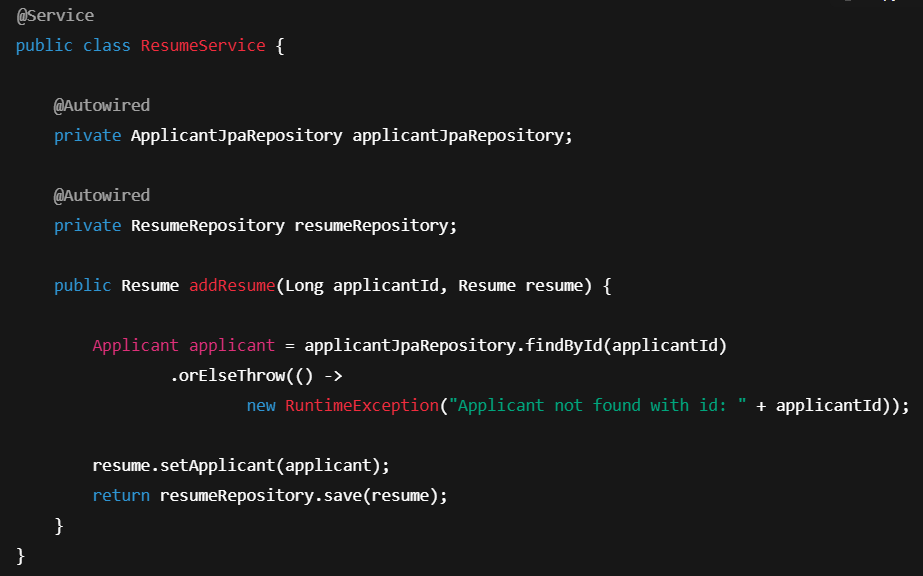 @Service
public class ResumeService {
@Autowired
private ApplicantJpaRepository applicantJpaRepository;
@Autowired
private ResumeRepository resumeRepository;
public Resume addResume(Long applicantId, Resume resume) {
Applicant applicant = applicantJpaRepository.findById(applicantId)
.orElseThrow(() ->
new RuntimeException("Applicant not found with id: " + applicantId));
resume.setApplicant(applicant);
return resumeRepository.save(resume);
}
}